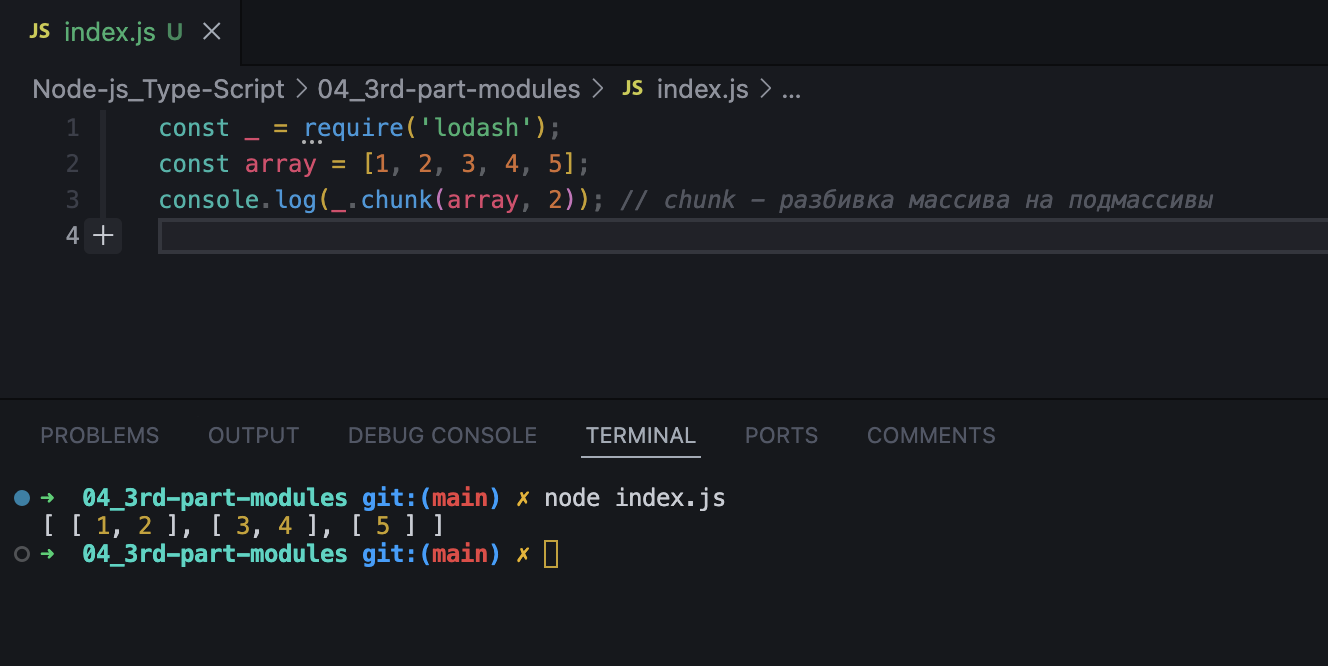 JS index.js U ×
Node-js_Type-Script > 04_3rd-part-modules > JS index.js > ...
1 const _ = require('lodash');
2 const array = [1, 2, 3, 4, 5];
3 console.log(_.chunk(array, 2)); // chunk - разбивка массива на подмассивы
4 +
PROBLEMS OUTPUT DEBUG CONSOLE TERMINAL PORTS COMMENTS
➜ 04_3rd-part-modules git:(main) ✗ node index.js
[ [ 1, 2 ], [ 3, 4 ], [ 5 ] ]
➜ 04_3rd-part-modules git:(main) ✗